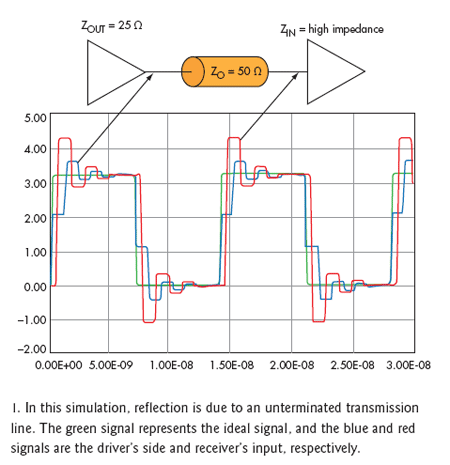 Z_OUT = 25 Ω
Z_IN = high impedance
Z_O = 50 Ω
5.00
4.00
3.00
2.00
1.00
0.00
–1.00
–2.00
0.00E+00 5.00E-09 1.00E-08 1.50E-08 2.00E-08 2.50E-08 3.00E-08
1. In this simulation, reflection is due to an unterminated transmission
line. The green signal represents the ideal signal, and the blue and red
signals are the driver's side and receiver's input, respectively.